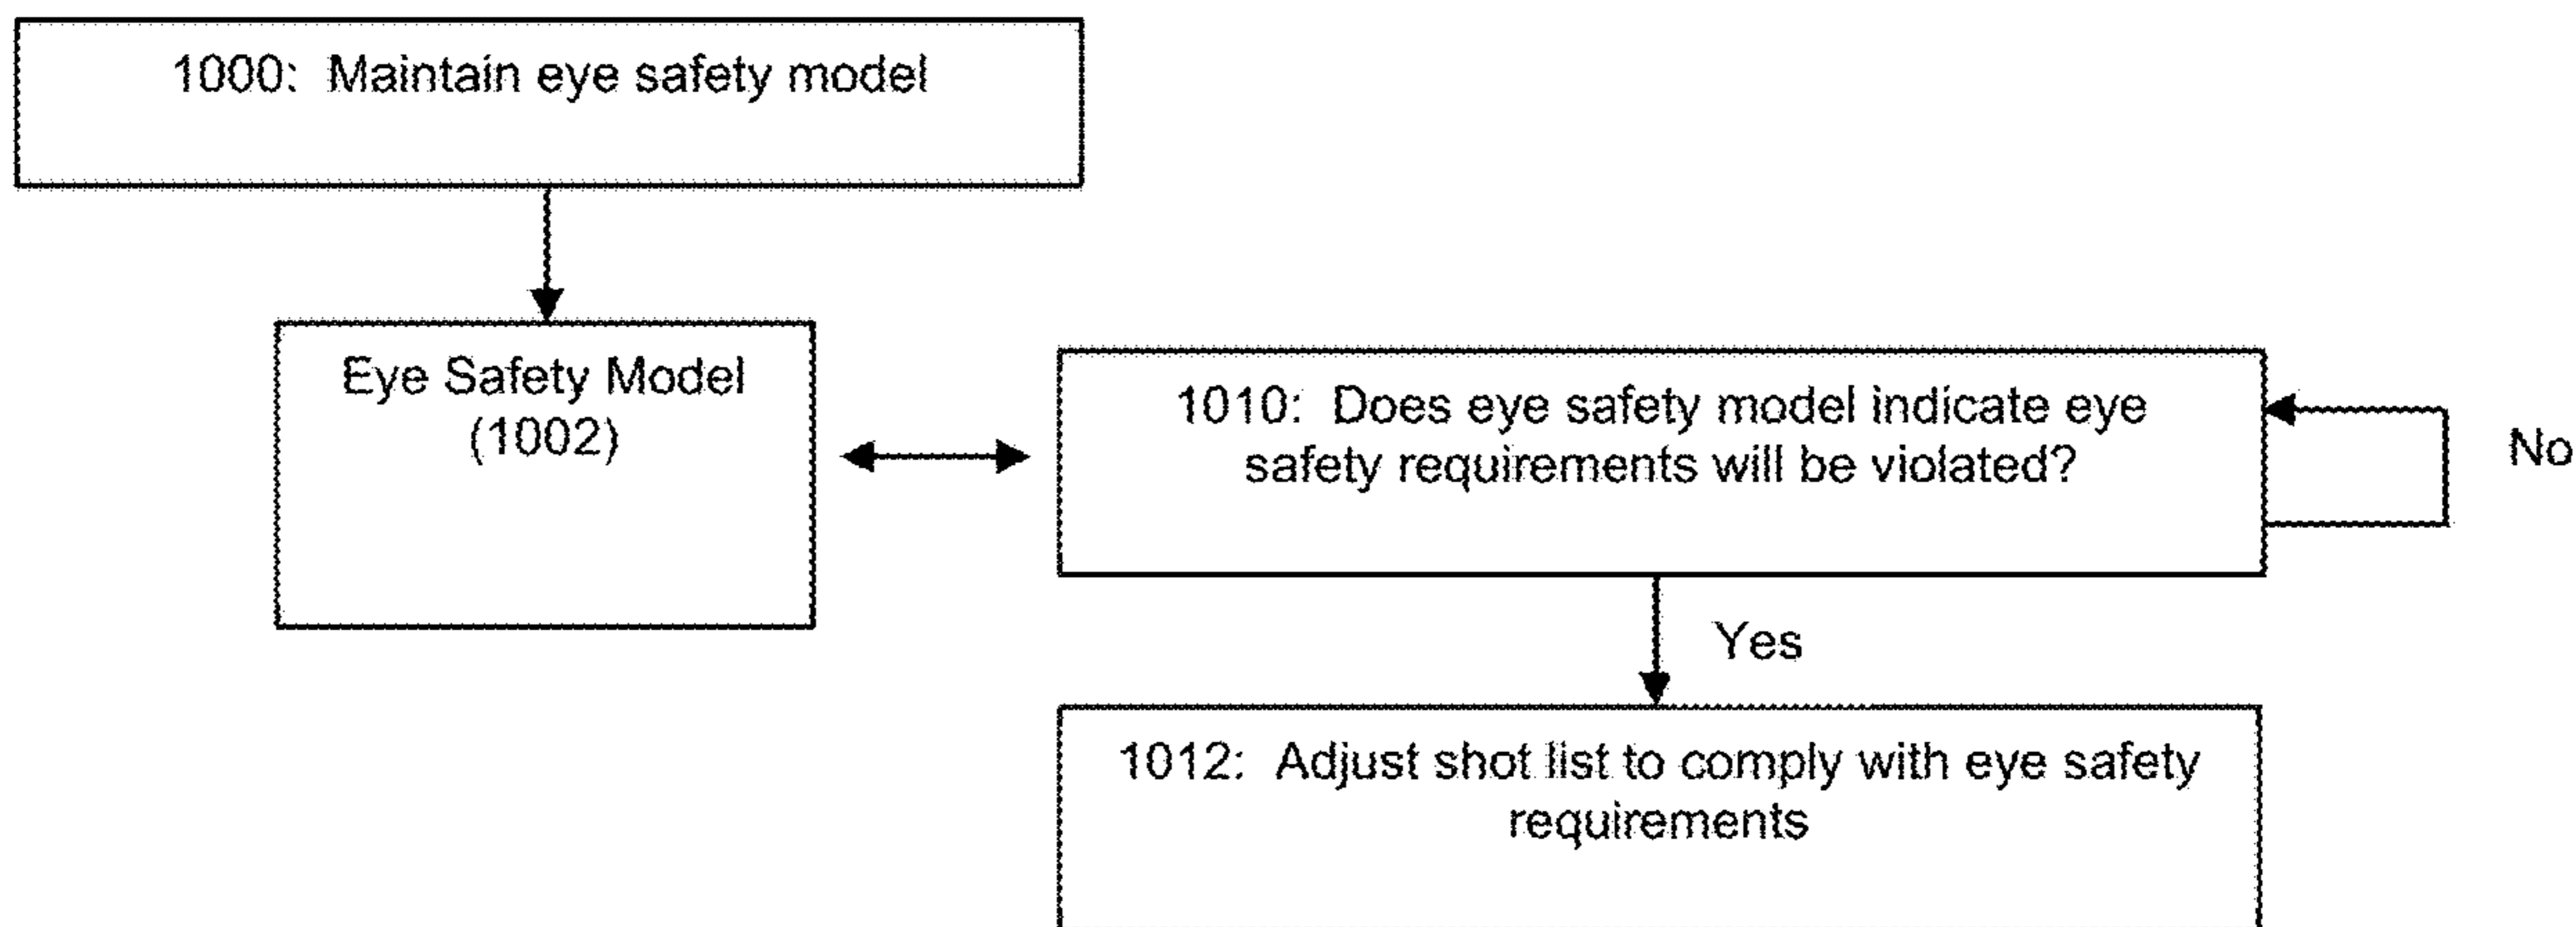 1000: Maintain eye safety model
Eye Safety Model
(1002)
1010: Does eye safety model indicate eye
safety requirements will be violated?
No
Yes
1012: Adjust shot list to comply with eye safety
requirements